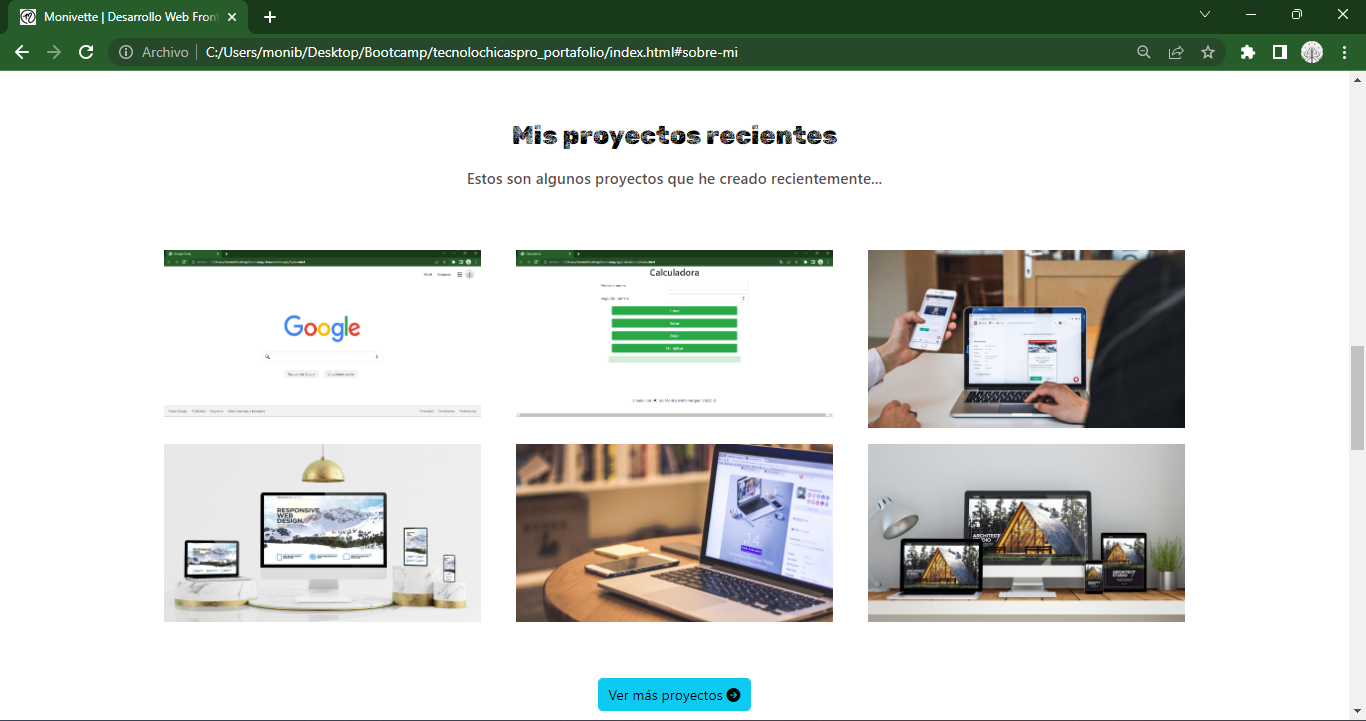 Monivette | Desarrollo Web Fron
Archivo
C:/Users/monib/Desktop/Bootcamp/tecnolochicaspro_portafolio/index.html#sobre-mi
Mis proyectos recientes
Estos son algunos proyectos que he creado recientemente...
Google
Calculadora
RESPONSIVE
WEB
DESIGN.
ARCHITECT
STUDIO
Ver más proyectos